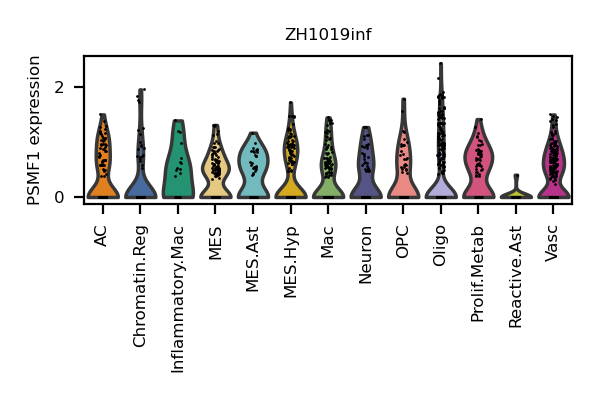 ZH1019inf
PSMF1 expression
2
0
AC
Chromatin.Reg
Inflammatory.Mac
MES
MES.Ast
MES.Hyp
Mac
Neuron
OPC
Oligo
Prolif.Metab
Reactive.Ast
Vasc